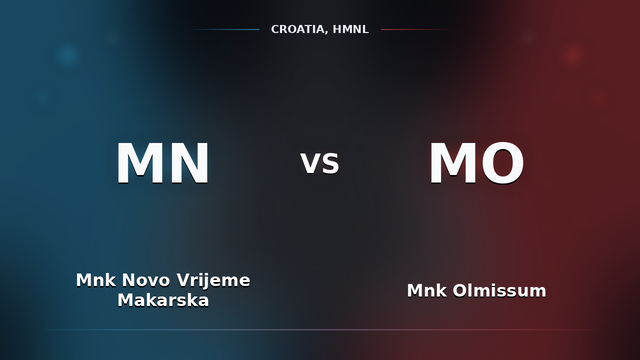 CROATIA, HMNL
MN
VS
MO
Mnk Novo Vrijeme
Makarska
Mnk Olmissum